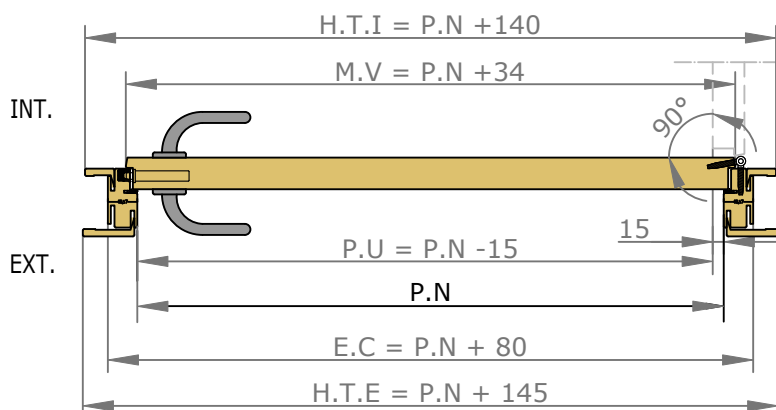 H.T.I = P.N +140
M.V = P.N +34
INT.
90°
EXT.
15
P.U = P.N -15
P.N
E.C = P.N + 80
H.T.E = P.N + 145